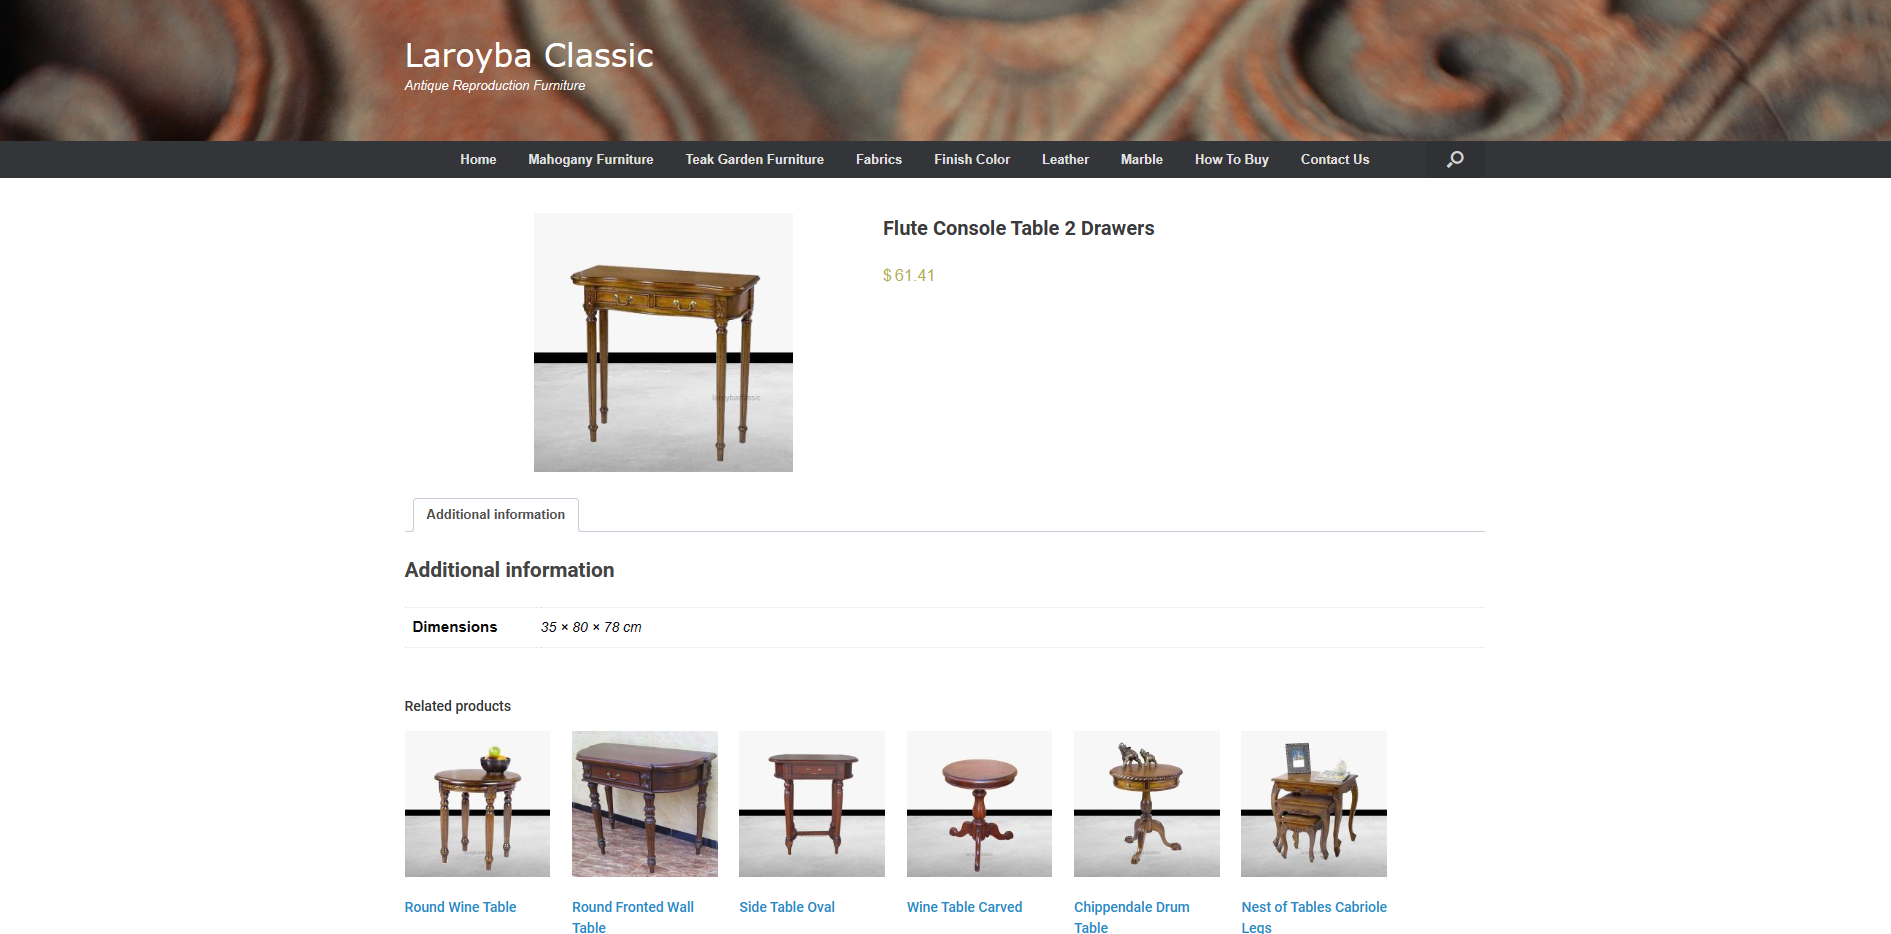 Laroyba Classic
Antique Reproduction Furniture
Home Mahogany Furniture Teak Garden Furniture Fabrics Finish Color Leather Marble How To Buy Contact Us
Flute Console Table 2 Drawers
$ 61.41
laroybaclassic
Additional information
Additional information
Dimensions 35 × 80 × 78 cm
Related products
Round Wine Table
Round Fronted Wall
Table
Side Table Oval
Wine Table Carved
Chippendale Drum
Table
Nest of Tables Cabriole
Legs